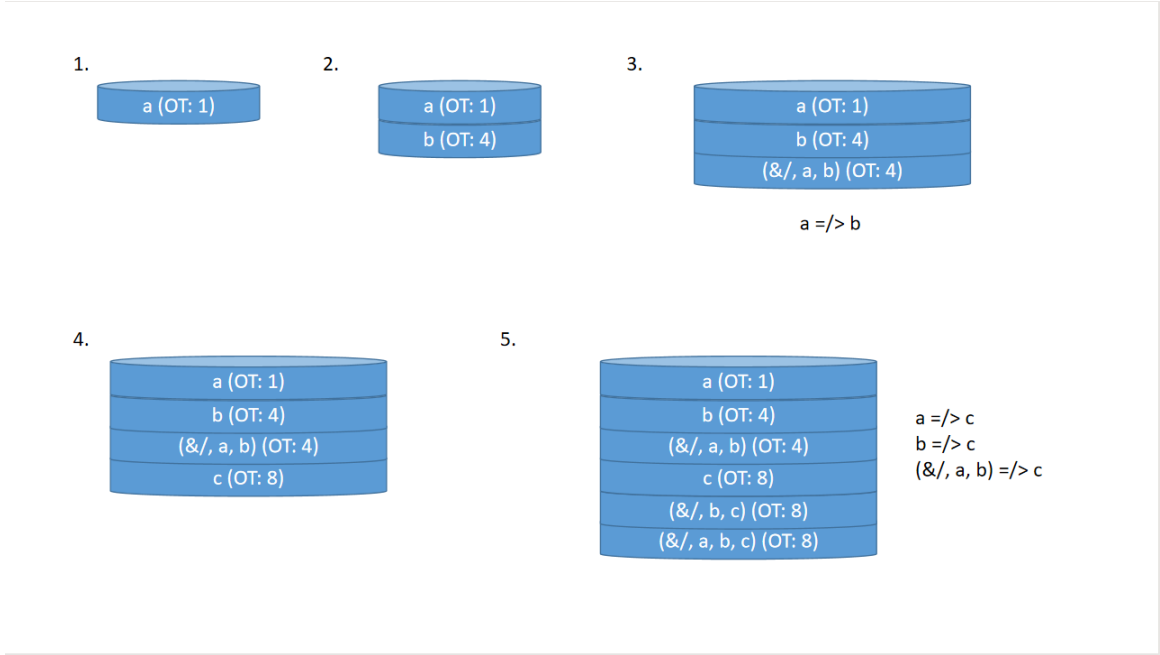 1.
a (OT: 1)
2.
a (OT: 1)
b (OT: 4)
3.
a (OT: 1)
b (OT: 4)
(&/, a, b) (OT: 4)
a =/> b
4.
a (OT: 1)
b (OT: 4)
(&/, a, b) (OT: 4)
c (OT: 8)
5.
a (OT: 1)
b (OT: 4)
(&/, a, b) (OT: 4)
c (OT: 8)
(&/, b, c) (OT: 8)
(&/, a, b, c) (OT: 8)
a =/> c
b =/> c
(&/, a, b) =/> c